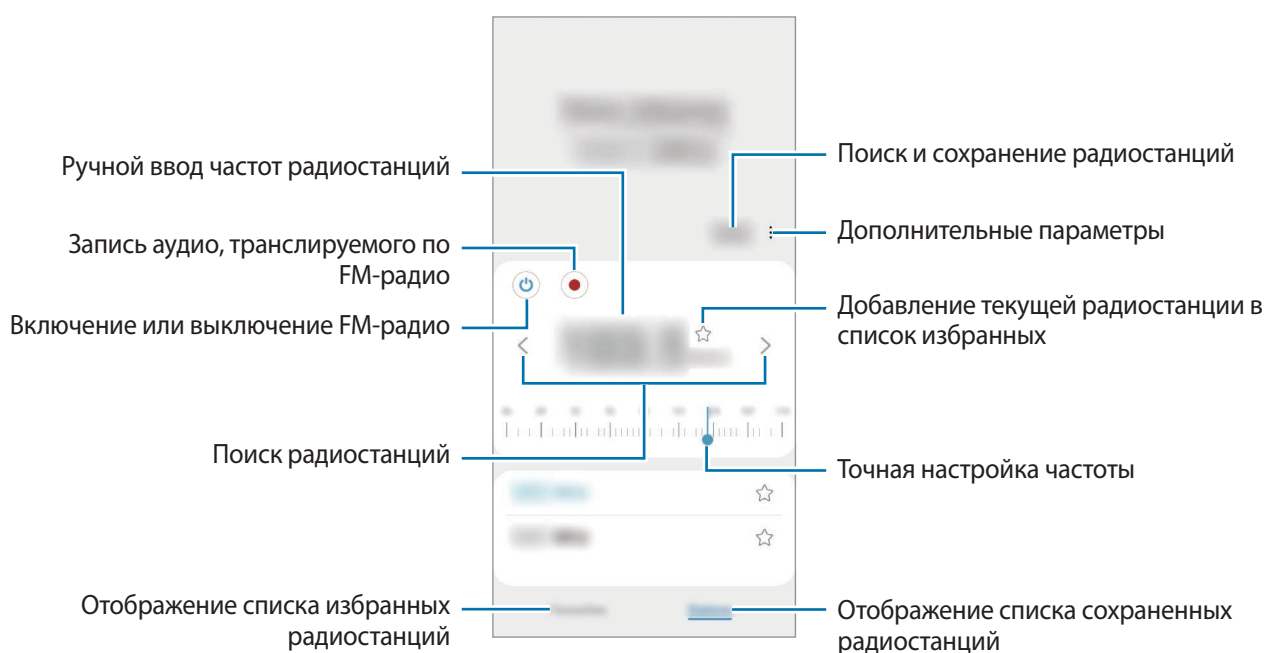 Ручной ввод частот радиостанций
Запись аудио, транслируемого по
FM-радио
Включение или выключение FM-радио
Поиск радиостанций
Отображение списка избранных
радиостанций
Поиск и сохранение радиостанций
Дополнительные параметры
Добавление текущей радиостанции в
список избранных
Точная настройка частоты
Отображение списка сохраненных
радиостанций